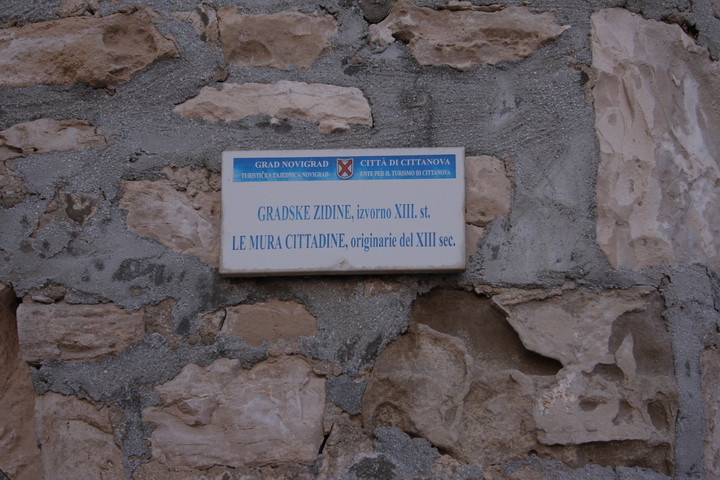 GRAD NOVIGRAD CITTÀ DI CITTANOVA
TURISTIČKA ZAJEDNICA NOVIGRAD ENTE PER IL TURISMO DI CITTANOVA
GRADSKE ZIDINE, izvorno XIII. st.
LE MURA CITTADINE, originarie del XIII sec.